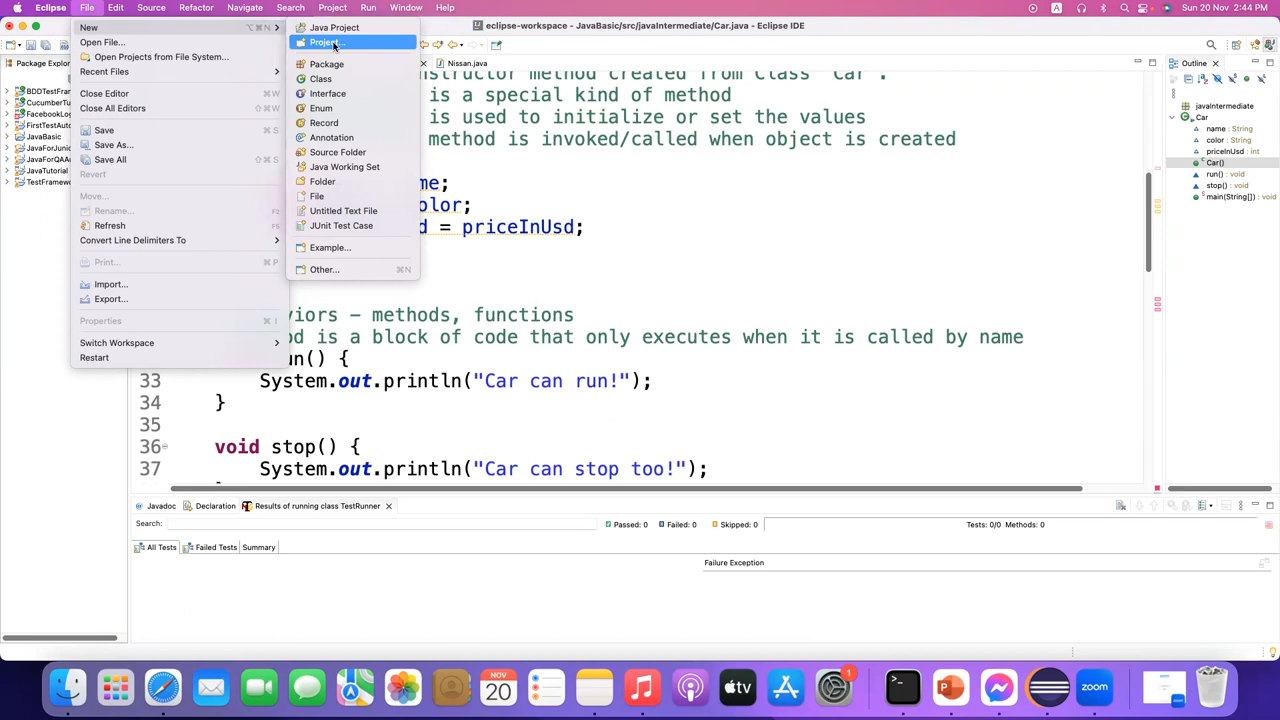 Eclipse File Edit Source Refactor Navigate Search Project Run Window Help A Sun 20 Nov 2:44 PM
eclipse-workspace - JavaBasic/src/javaIntermediate/Car.java - Eclipse IDE
New
Open File...
Open Projects from File System...
Recent Files
Close Editor ⌘W
Close All Editors ⇧⌘W
Save ⌘S
Save As...
Save All ⇧⌘S
Revert
Move...
Rename... F2
Refresh F5
Convert Line Delimiters To
Print... ⌘P
Import...
Export...
Properties ⌘I
Switch Workspace
Restart
Java Project
Project...
Package
Class
Interface
Enum
Record
Annotation
Source Folder
Java Working Set
Folder
File
Untitled Text File
JUnit Test Case
Example...
Other... ⌘N
Package Explor
BDDTestFram
CucumberTu
FacebookLog
FirstTestAuto
JavaBasic
JavaForJunio
JavaForQAAu
JavaTutorial
TestFramew
Nissan.java
nstructor method created from Class "Car".
is a special kind of method
is used to initialize or set the values
method is invoked/called when object is created
me;
olor;
d = priceInUsd;
viors - methods, functions
od is a block of code that only executes when it is called by name
un() {
33 System.out.println("Car can run!");
34 }
35
36 void stop() {
37 System.out.println("Car can stop too!");
Outline
javaIntermediate
Car
name : String
color : String
priceInUsd : int
Car()
run() : void
stop() : void
main(String[]) : void
Javadoc Declaration Results of running class TestRunner
Search: Passed: 0 Failed: 0 Skipped: 0 Tests: 0/0 Methods: 0
All Tests Failed Tests Summary
Failure Exception
NOV
20
tv
1
>_
P
zoom